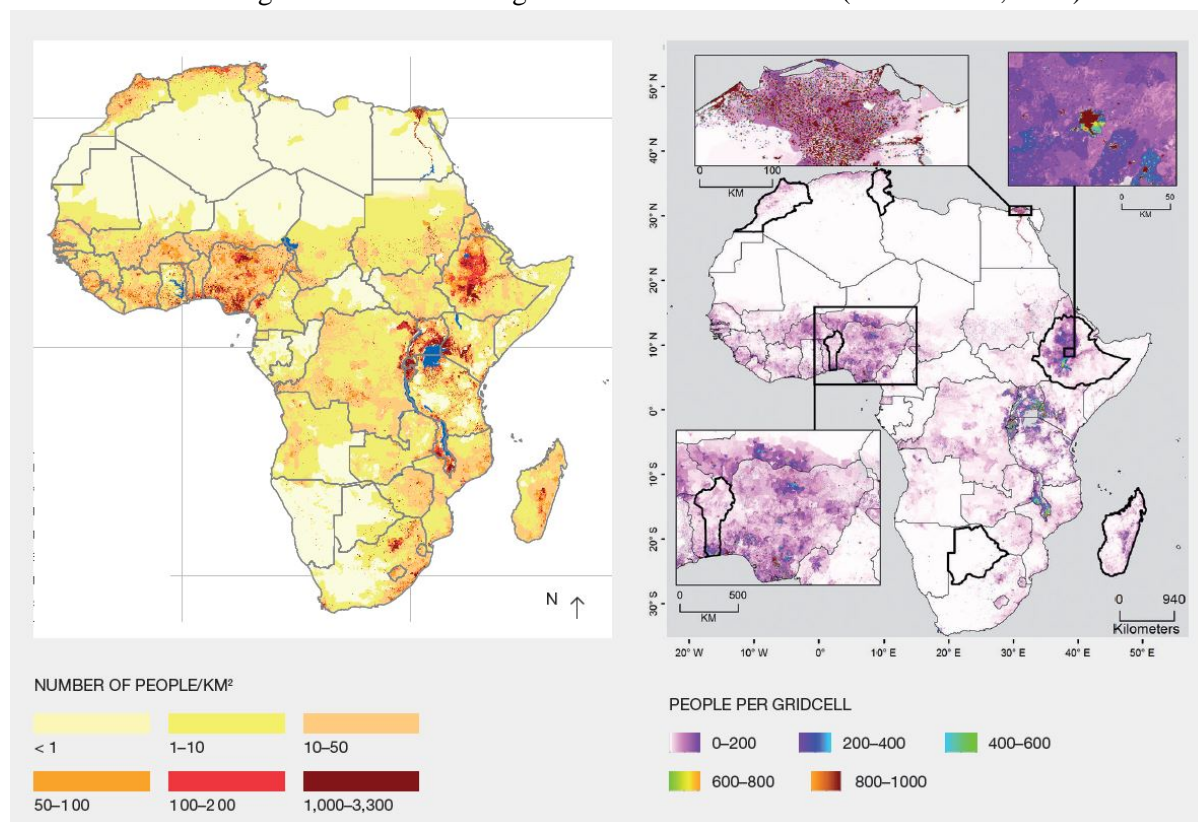 N ↑
NUMBER OF PEOPLE/KM²
< 1
1–10
10–50
50–100
100–200
1,000–3,300
50° N
40° N
30° N
20° N
10° N
0°
10° S
20° S
30° S
0 100
KM
0 50
KM
0 500
KM
0 940
Kilometers
20° W 10° W 0° 10° E 20° E 30° E 40° E 50° E
PEOPLE PER GRIDCELL
0–200
200–400
400–600
600–800
800–1000